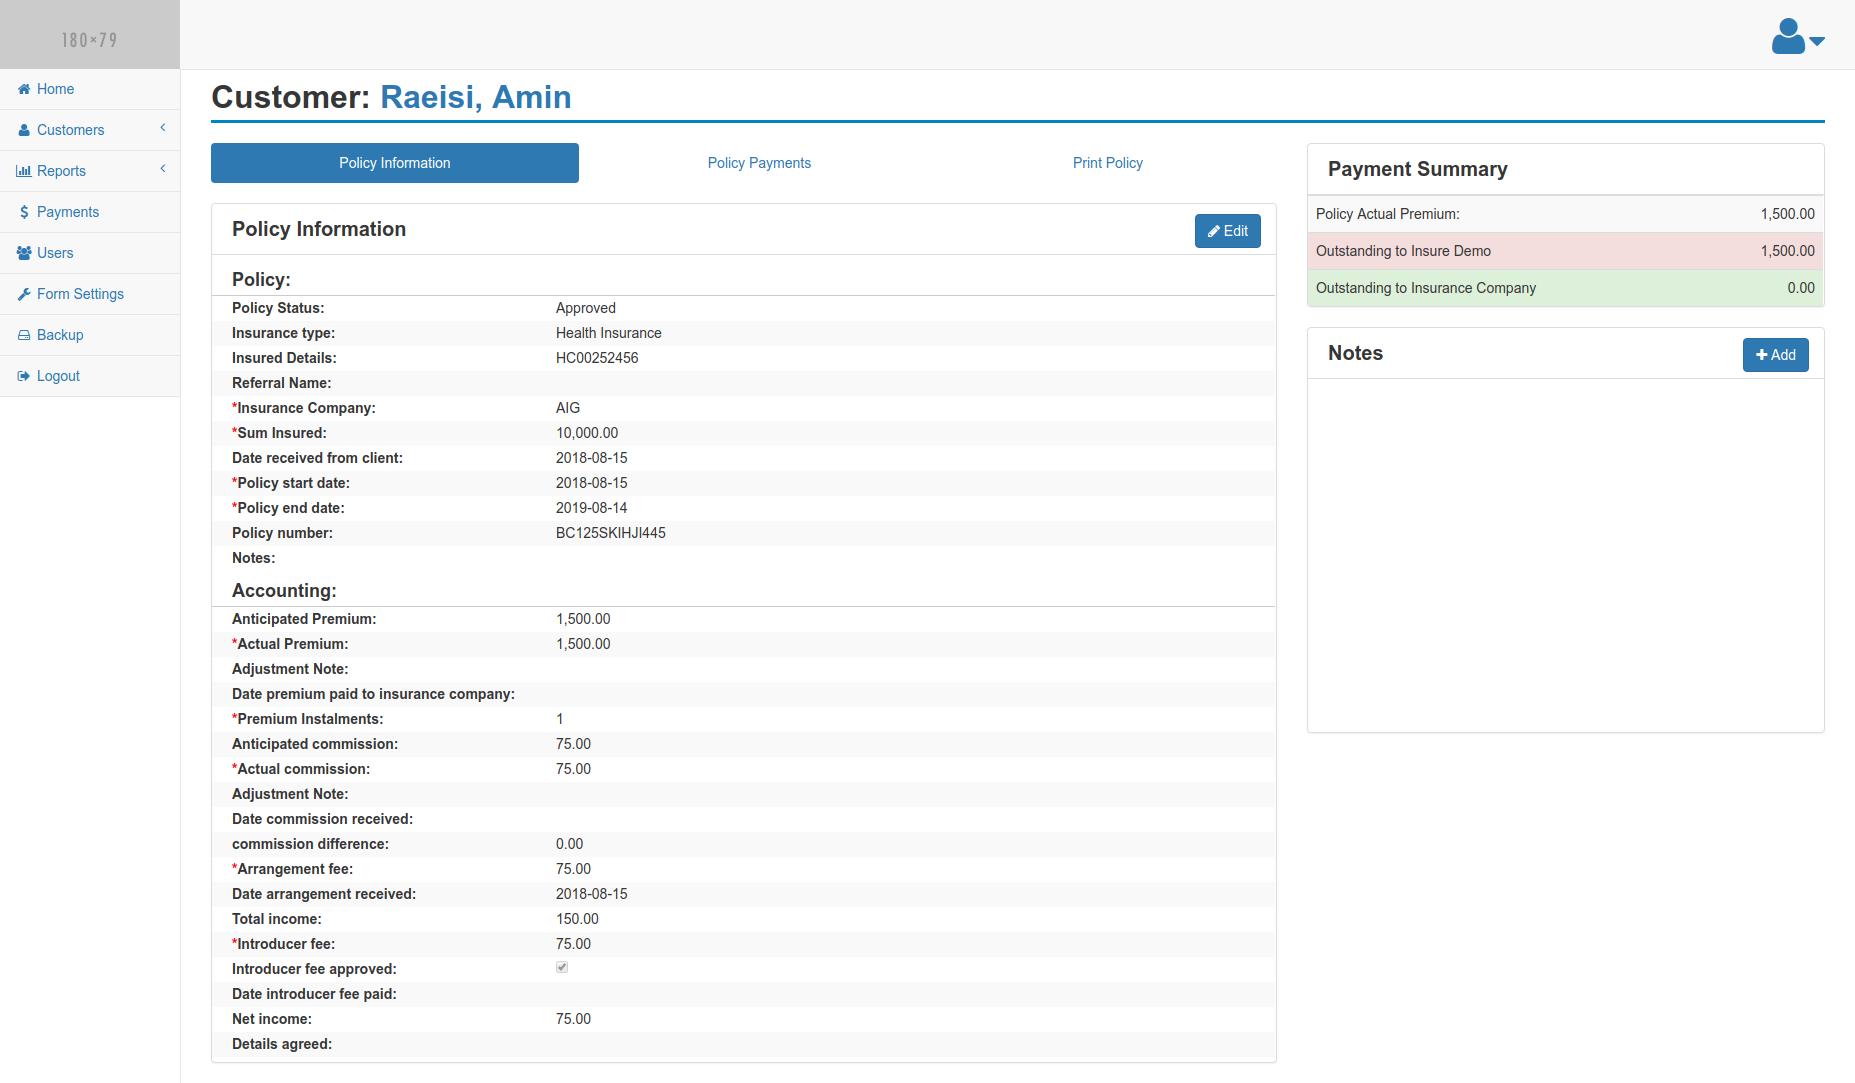 180×79
Home
Customers
Reports
Payments
Users
Form Settings
Backup
Logout
Customer: Raeisi, Amin
Policy Information Policy Payments Print Policy
Policy Information Edit
Policy:
Policy Status: Approved
Insurance type: Health Insurance
Insured Details: HC00252456
Referral Name:
*Insurance Company: AIG
*Sum Insured: 10,000.00
Date received from client: 2018-08-15
*Policy start date: 2018-08-15
*Policy end date: 2019-08-14
Policy number: BC125SKIHJI445
Notes:
Accounting:
Anticipated Premium: 1,500.00
*Actual Premium: 1,500.00
Adjustment Note:
Date premium paid to insurance company:
*Premium Instalments: 1
Anticipated commission: 75.00
*Actual commission: 75.00
Adjustment Note:
Date commission received:
commission difference: 0.00
*Arrangement fee: 75.00
Date arrangement received: 2018-08-15
Total income: 150.00
*Introducer fee: 75.00
Introducer fee approved:
Date introducer fee paid:
Net income: 75.00
Details agreed:
Payment Summary
Policy Actual Premium: 1,500.00
Outstanding to Insure Demo 1,500.00
Outstanding to Insurance Company 0.00
Notes Add